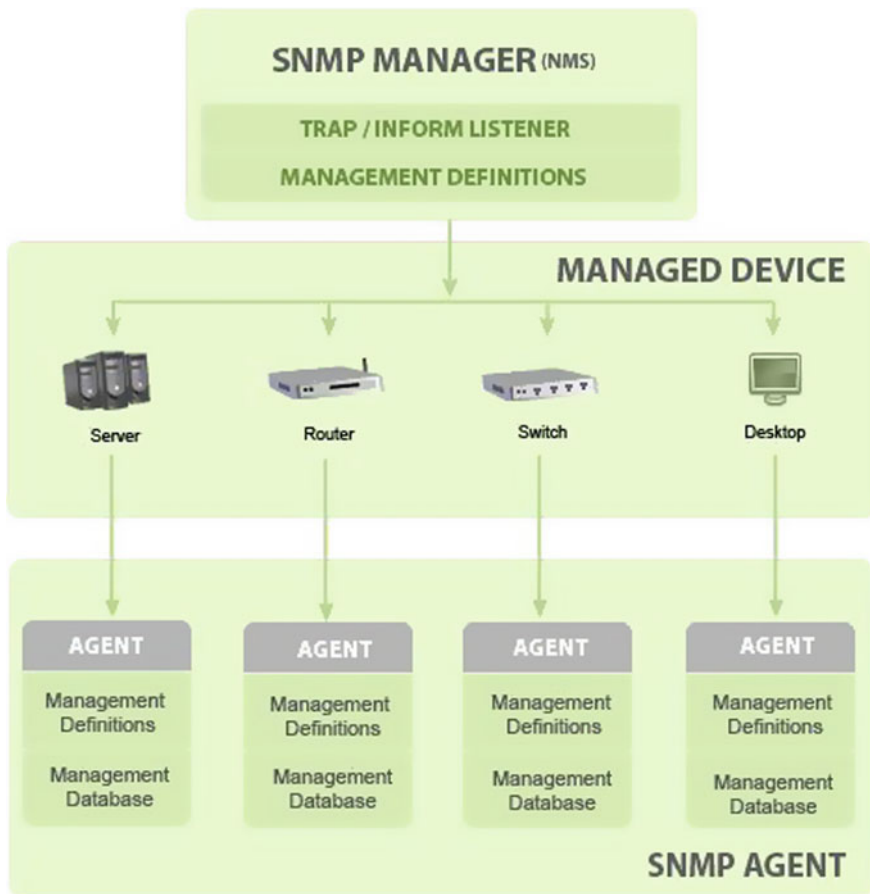 SNMP MANAGER (NMS)
TRAP / INFORM LISTENER
MANAGEMENT DEFINITIONS
MANAGED DEVICE
Server
Router
Switch
Desktop
AGENT
Management
Definitions
Management
Database
AGENT
Management
Definitions
Management
Database
AGENT
Management
Definitions
Management
Database
AGENT
Management
Definitions
Management
Database
SNMP AGENT